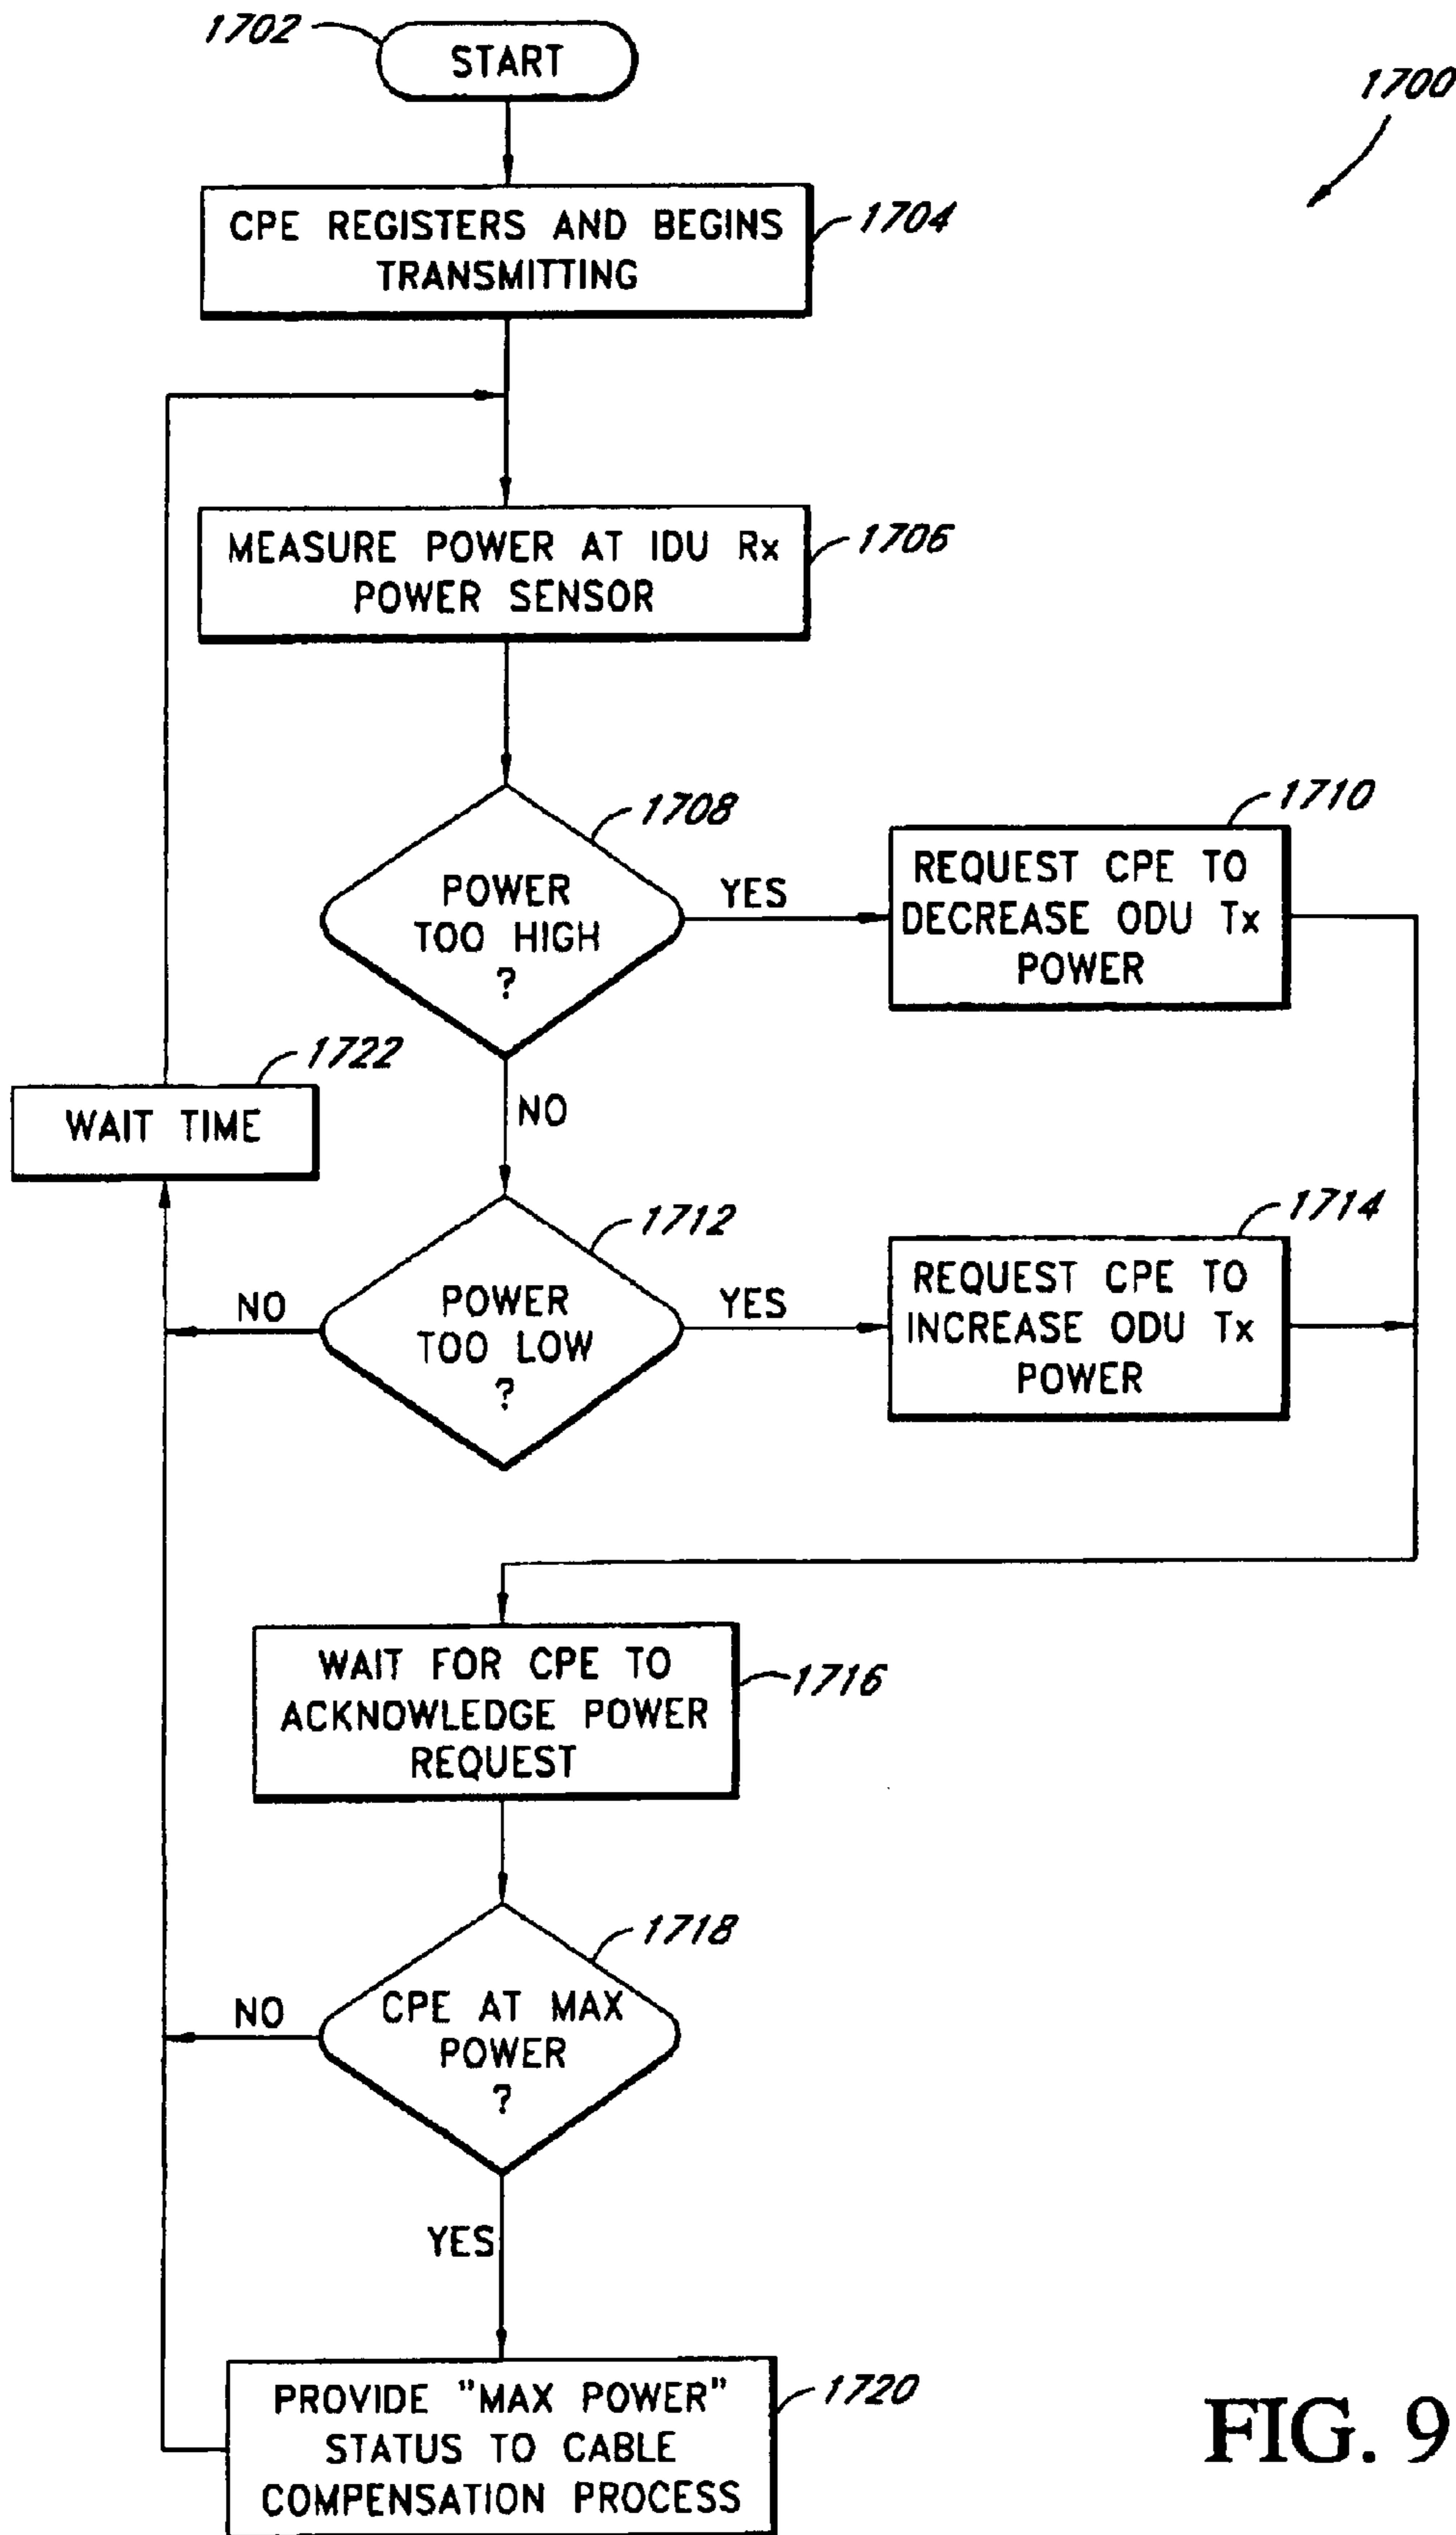 1702
START
1700
CPE REGISTERS AND BEGINS
TRANSMITTING
1704
MEASURE POWER AT IDU Rx
POWER SENSOR
1706
1708
POWER
TOO HIGH
?
YES
1710
REQUEST CPE TO
DECREASE ODU Tx
POWER
NO
1722
WAIT TIME
1712
POWER
TOO LOW
?
NO
YES
1714
REQUEST CPE TO
INCREASE ODU Tx
POWER
WAIT FOR CPE TO
ACKNOWLEDGE POWER
REQUEST
1716
1718
CPE AT MAX
POWER
?
NO
YES
PROVIDE "MAX POWER"
STATUS TO CABLE
COMPENSATION PROCESS
1720
FIG. 9